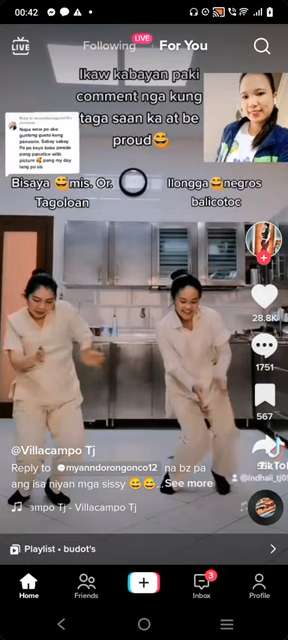 00:42
LIVE
Following
LIVE
For You
Ikaw kabayan paki
comment nga kung
taga saan ka at be
proud😅
Bisaya 😅mis. Or.
Tagoloan
Ilongga😅negros
balicotoc
28.8K
1751
567
@Villacampo Tj
TikTok
Reply to @myanndorongonco12 na bz pa
ang isa niyan mga sissy 😅😅...See more
ampo Tj - Villacampo Tj
Playlist • budot's
Home
Friends
Inbox
3
Profile